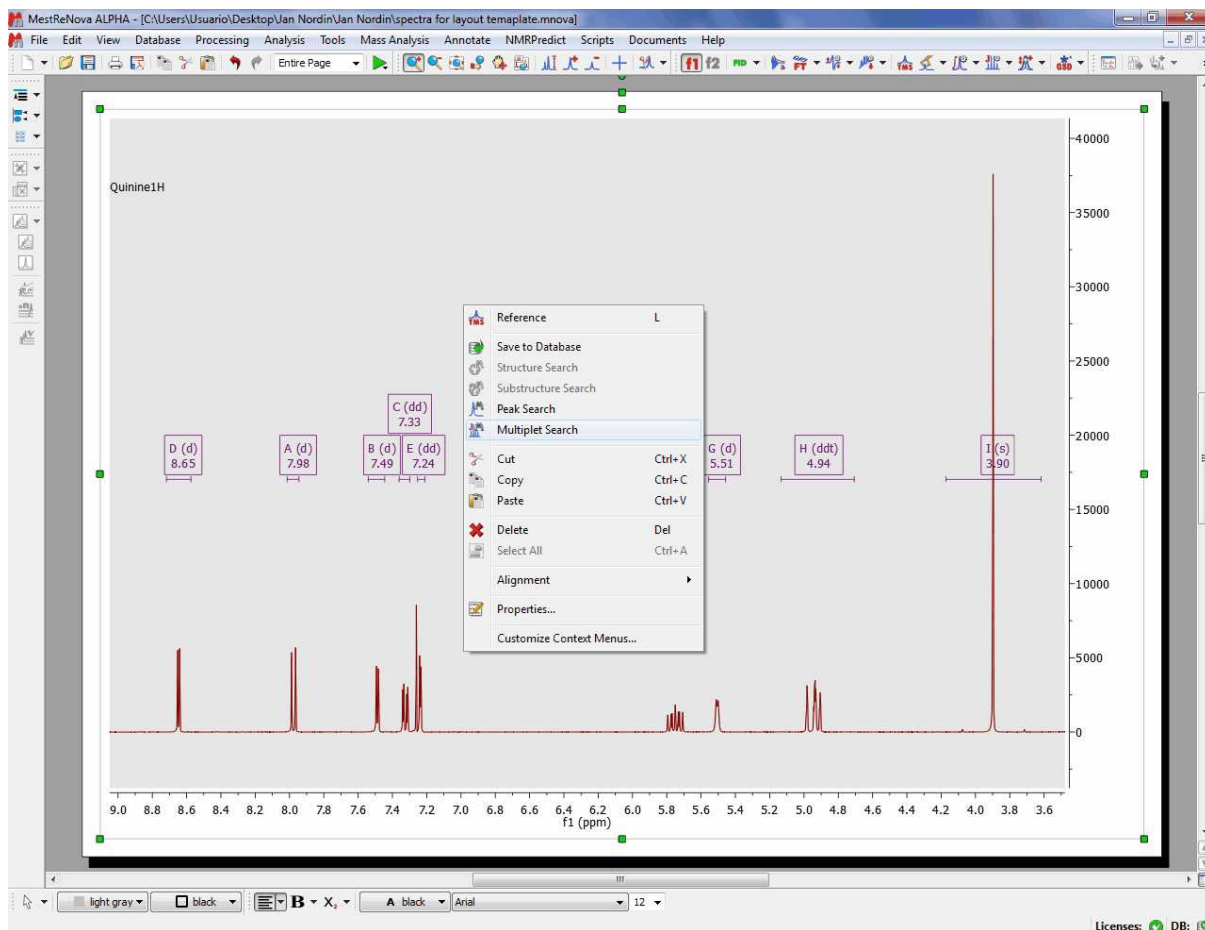 MestReNova ALPHA - [C:\Users\Usuario\Desktop\Jan Nordin\Jan Nordin\spectra for layout temaplate.mnova]
File Edit View Database Processing Analysis Tools Mass Analysis Annotate NMRPredict Scripts Documents Help
Entire Page f1 f2
Quinine1H
40000
35000
30000
25000
20000
15000
10000
5000
0
C (dd)
7.33
D (d) A (d) B (d) E (dd) G (d) H (ddt) I (s)
8.65 7.98 7.49 7.24 5.51 4.94 3.90
Reference L
Save to Database
Structure Search
Substructure Search
Peak Search
Multiplet Search
Cut Ctrl+X
Copy Ctrl+C
Paste Ctrl+V
Delete Del
Select All Ctrl+A
Alignment
Properties...
Customize Context Menus...
9.0 8.8 8.6 8.4 8.2 8.0 7.8 7.6 7.4 7.2 7.0 6.8 6.6 6.4 6.2 6.0 5.8 5.6 5.4 5.2 5.0 4.8 4.6 4.4 4.2 4.0 3.8 3.6
f1 (ppm)
light gray black B X₂ A black Arial 12
Licenses: DB: